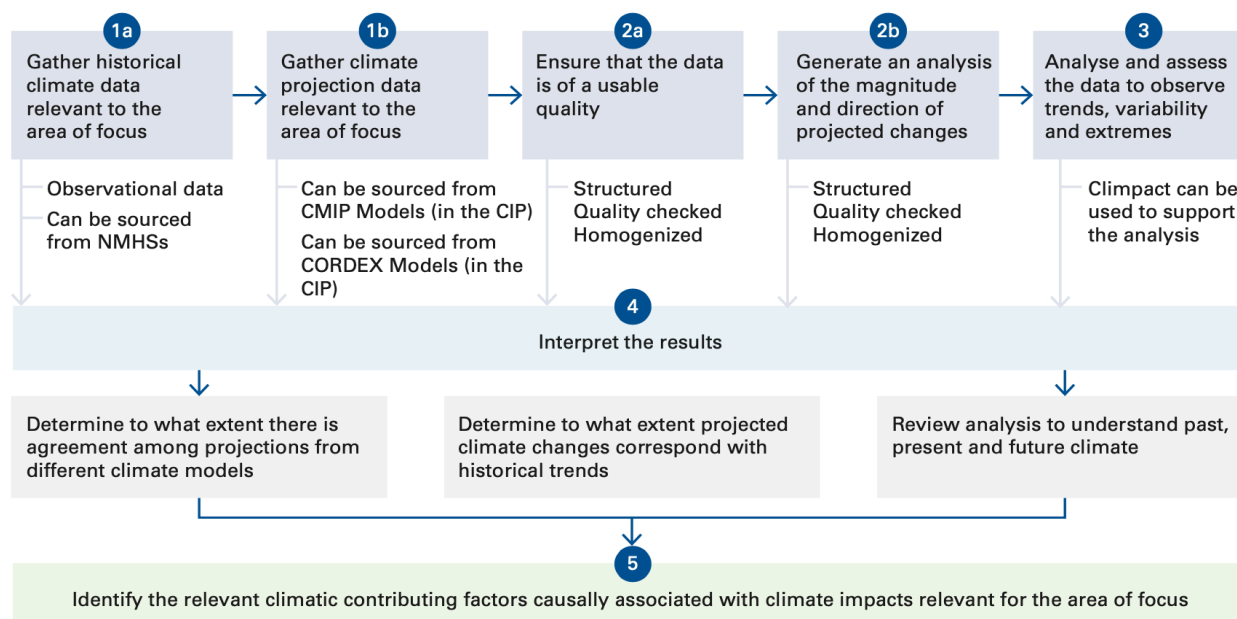 1a
Gather historical
climate data
relevant to the
area of focus
1b
Gather climate
projection data
relevant to the
area of focus
2a
Ensure that the data
is of a usable
quality
2b
Generate an analysis
of the magnitude
and direction of
projected changes
3
Analyse and assess
the data to observe
trends, variability
and extremes
Observational data
Can be sourced
from NMHSs
Can be sourced from
CMIP Models (in the CIP)
Can be sourced from
CORDEX Models (in the
CIP)
Structured
Quality checked
Homogenized
Structured
Quality checked
Homogenized
Climpact can be
used to support
the analysis
4
Interpret the results
Determine to what extent there is
agreement among projections from
different climate models
Determine to what extent projected
climate changes correspond with
historical trends
Review analysis to understand past,
present and future climate
5
Identify the relevant climatic contributing factors causally associated with climate impacts relevant for the area of focus